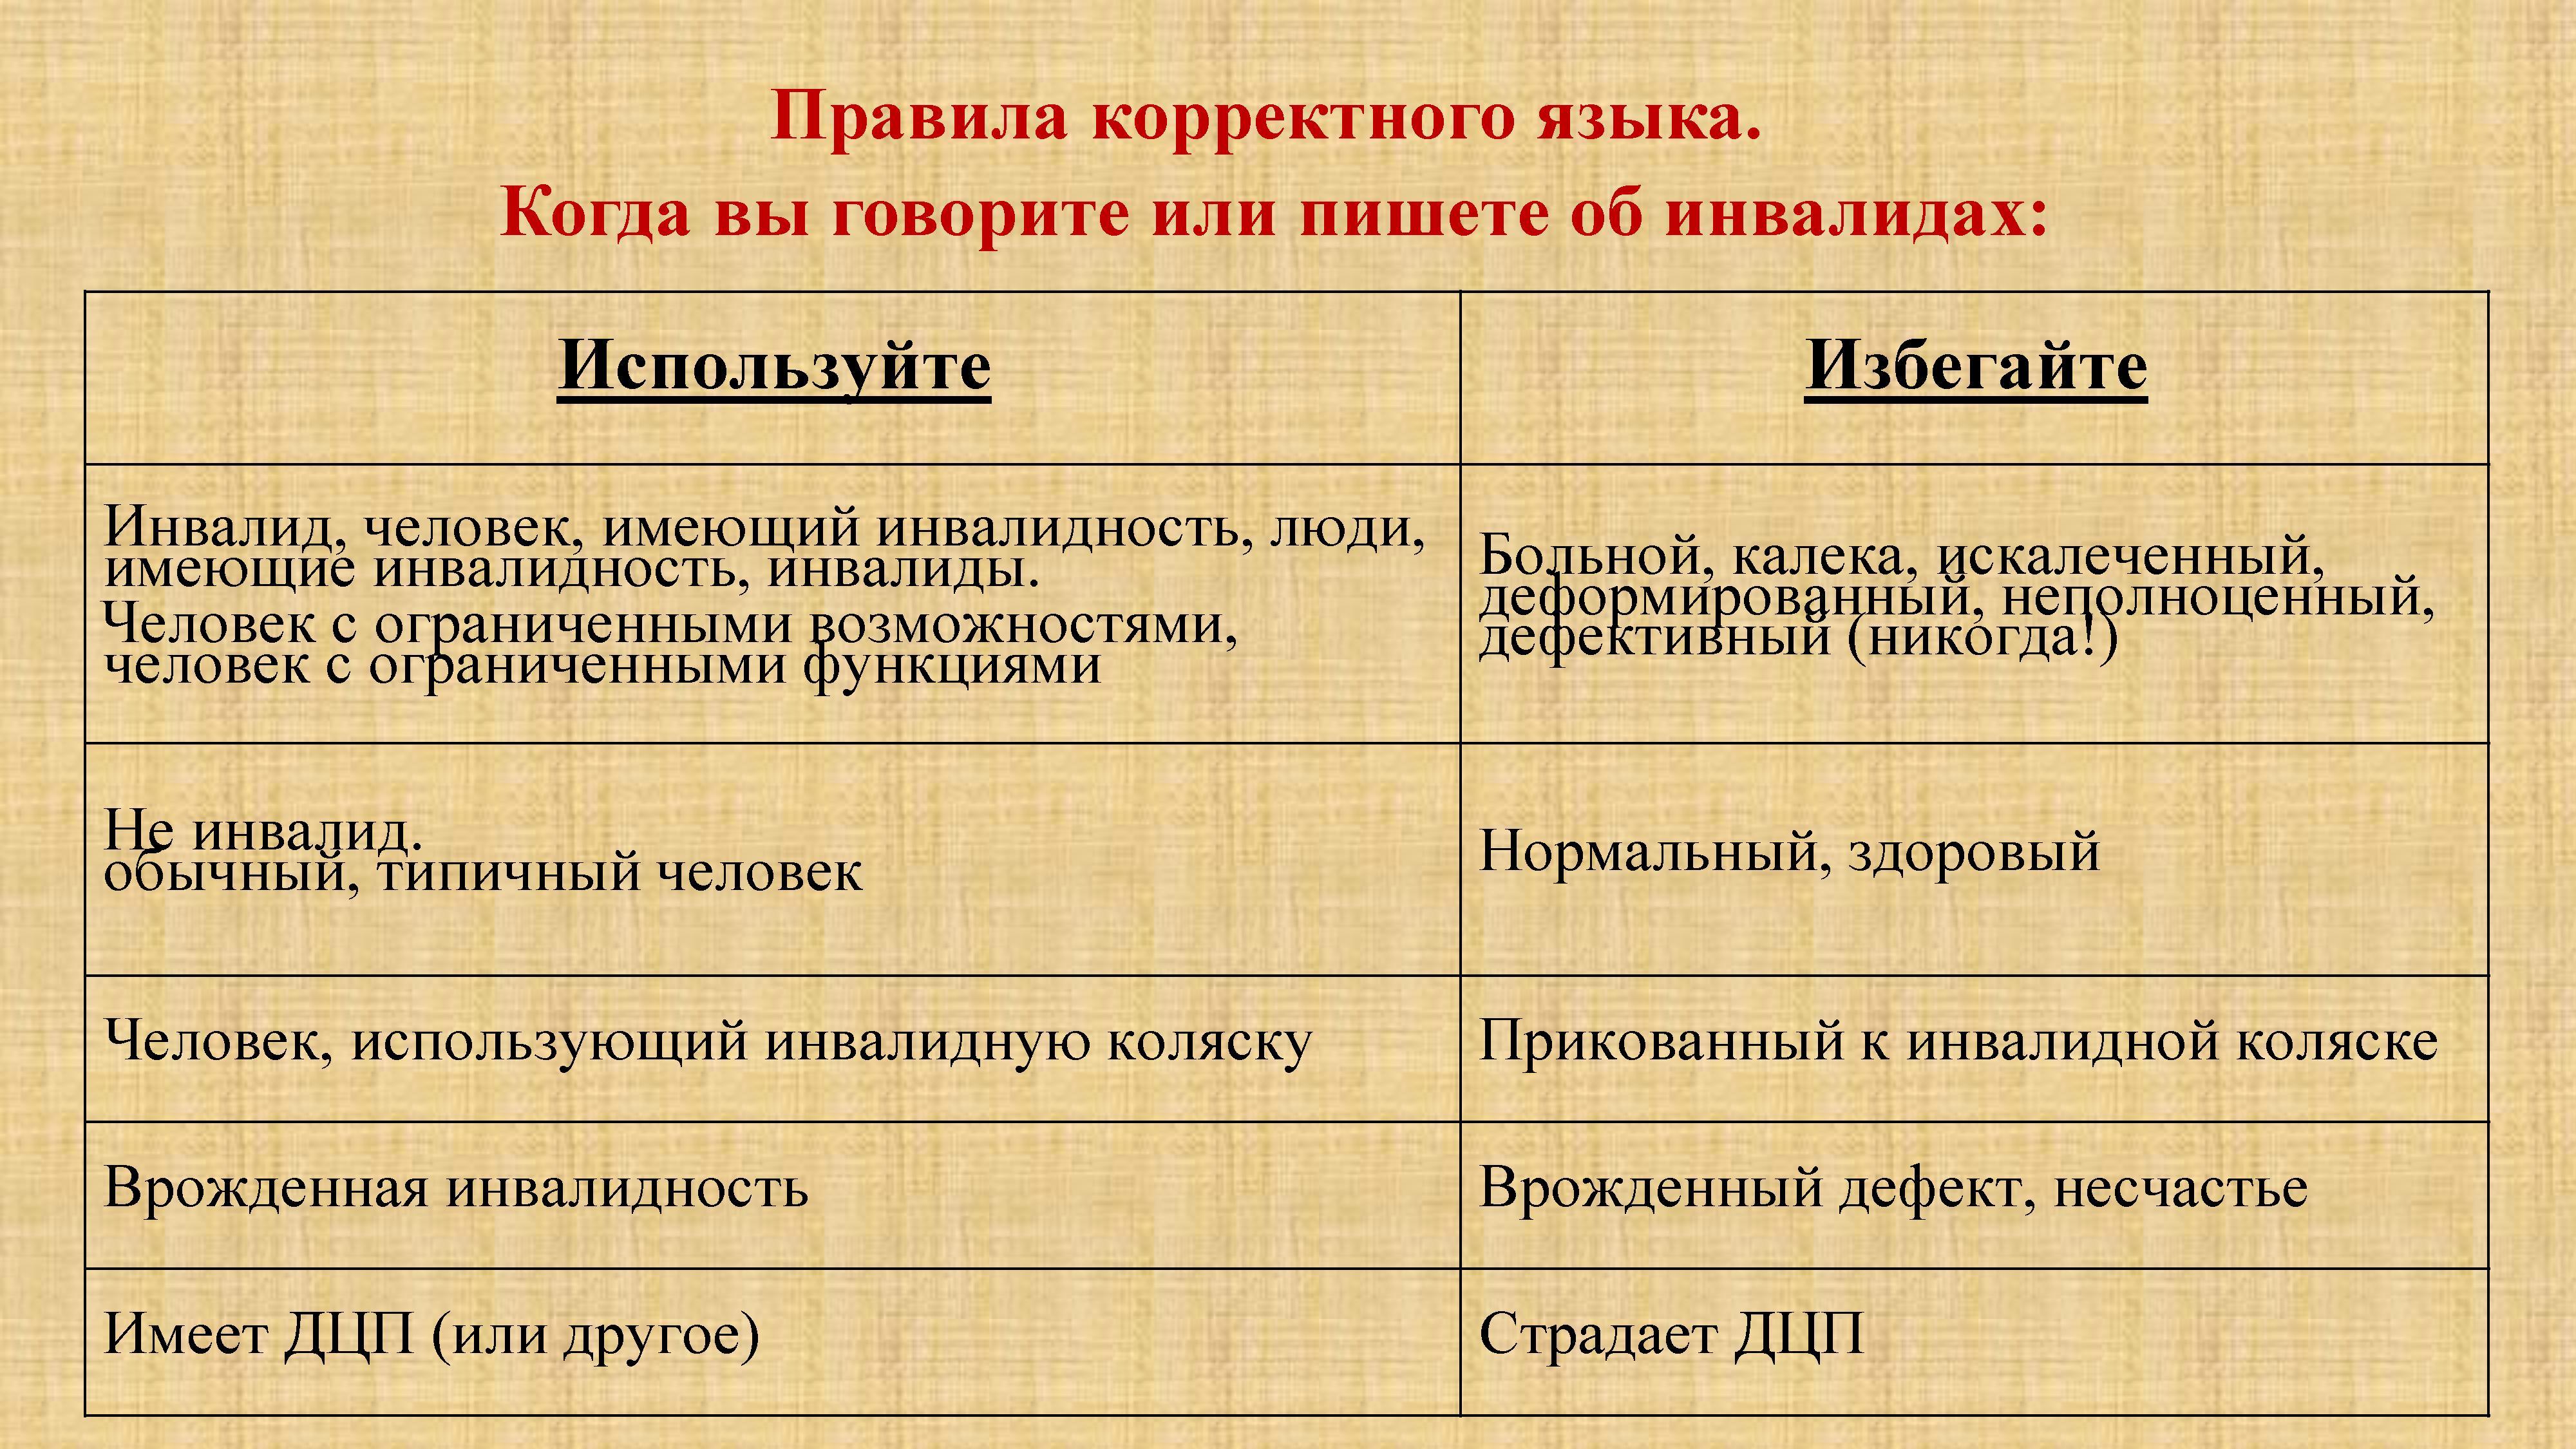 Правила корректного языка.
Когда вы говорите или пишете об инвалидах:
Используйте
Избегайте
Инвалид, человек, имеющий инвалидность, люди,
имеющие инвалидность, инвалиды.
Человек с ограниченными возможностями,
человек с ограниченными функциями
Больной, калека, искалеченный,
деформированный, неполноценный,
дефективный (никогда!)
Не инвалид.
обычный, типичный человек
Нормальный, здоровый
Человек, использующий инвалидную коляску
Прикованный к инвалидной коляске
Врожденная инвалидность
Врожденный дефект, несчастье
Имеет ДЦП (или другое)
Страдает ДЦП